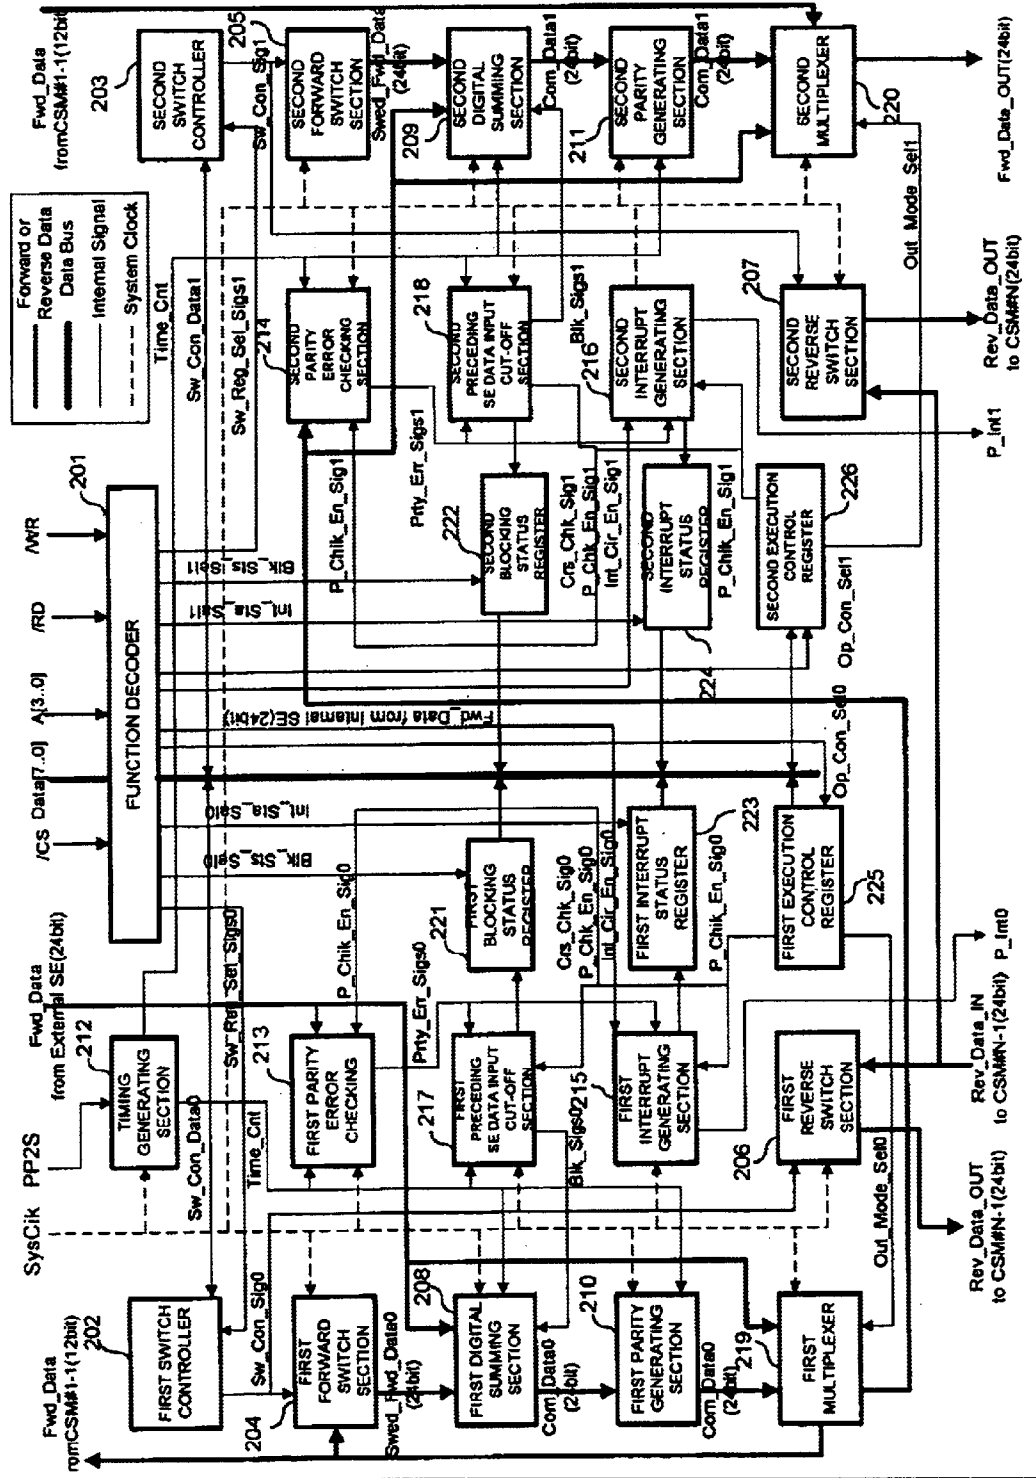 Fwd_Data
romCSM#1-1(12bit)
SysClk
PP2S
Fwd_Data
from External SE(24bit)
/CS
Data[7..0]
A[3..0]
/RD
/WR
Forward or
Reverse Data
Data Bus
Internal Signal
System Clock
Fwd_Data
fromCSM#1-1(12bit)
202
FIRST SWITCH
CONTROLLER
212
TIMING
GENERATING
SECTION
FUNCTION DECODER
201
203
SECOND
SWITCH
CONTROLLER
Sw_Con_Sig0
Sw_Con_Data0
Sw_Reg_Sel_Sigs0
Time_Cnt
Blk_Sts_Sel0
Int_Sta_Sel0
Fwd_Data from Internal SE(24bit)
Int_Sta_Sel1
Blk_Sts_Sel1
Time_Cnt
Sw_Con_Data1
Sw_Reg_Sel_Sigs1
Sw_Con_Sig1
204
FIRST
FORWARD
SWITCH
SECTION
213
FIRST PARITY
ERROR
CHECKING
P_Chik_En_Sig0
P_Chik_En_Sig1
214
SECOND
PARITY
ERROR
CHECKING
SECTION
205
SECOND
FORWARD
SWITCH
SECTION
Swed_Fwd_Data0
(24bit)
Prty_Err_Sigs0
Prty_Err_Sigs1
Swed_Fwd_Data
(24bit)
208
FIRST DIGITAL
SUMMING
SECTION
217
FIRST
PRECEDING
SE DATA INPUT
CUT-OFF
SECTION
221
FIRST
BLOCKING
STATUS
REGISTER
222
SECOND
BLOCKING
STATUS
REGISTER
218
SECOND
PRECEDING
SE DATA INPUT
CUT-OFF
SECTION
209
SECOND
DIGITAL
SUMMING
SECTION
Com_Data0
(24bit)
Blk_Sigs0
Crs_Chk_Sig0
P_Chk_En_Sig0
Int_Clr_En_Sig0
Crs_Chk_Sig1
P_Chk_En_Sig1
Int_Clr_En_Sig1
Blk_Sigs1
Com_Data1
(24bit)
210
FIRST PARITY
GENERATING
SECTION
215
FIRST
INTERRUPT
GENERATING
SECTION
FIRST INTERRUPT
STATUS
REGISTER
223
SECOND
INTERRUPT STATUS
REGISTER
224
216
SECOND
INTERRUPT
GENERATING
SECTION
211
SECOND
PARITY
GENERATING
SECTION
Com_Data0
(24bit)
P_Chik_En_Sig0
P_Chik_En_Sig1
Com_Data1
(24bit)
219
FIRST
MULTIPLEXER
206
FIRST
REVERSE
SWITCH
SECTION
FIRST EXECUTION
CONTROL
REGISTER
225
SECOND EXECUTION
CONTROL
REGISTER
226
207
SECOND
REVERSE
SWITCH
SECTION
SECOND
MULTIPLEXER
220
Out_Mode_Sel0
Op_Con_Sel0
Op_Con_Sel1
Out_Mode_Sel1
Rev_Data_OUT
to CSM#N-1(24bit)
Rev_Data_IN
to CSM#N-1(24bit)
P_Int0
P_Int1
Rev_Data_OUT
to CSM#N(24bit)
Fwd_Data_OUT(24bit)